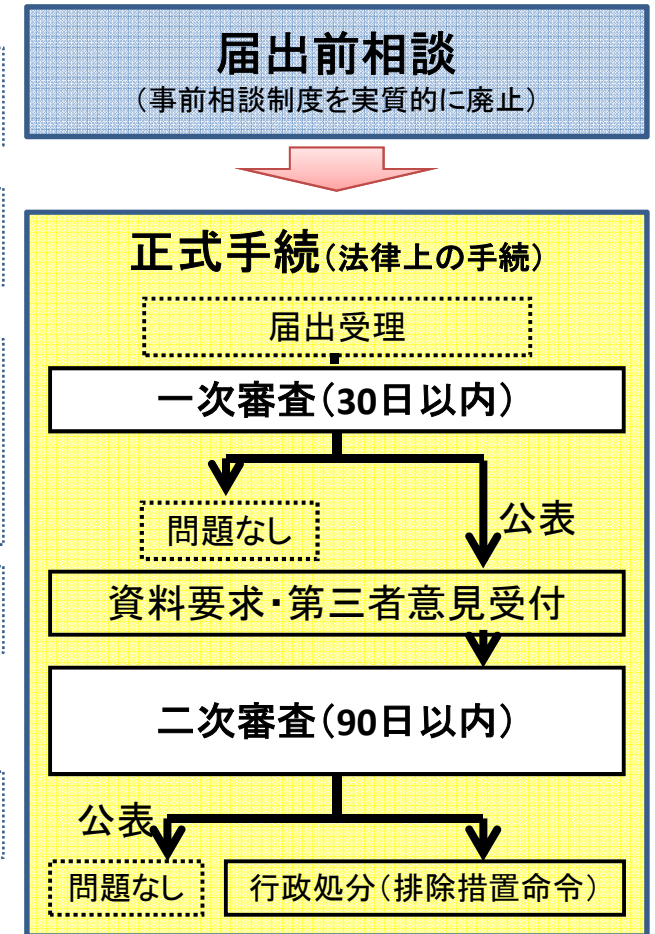 届出前相談
（事前相談制度を実質的に廃止）
正式手続（法律上の手続）
届出受理
一次審査（30日以内）
問題なし
公表
資料要求・第三者意見受付
二次審査（90日以内）
公表
問題なし
行政処分（排除措置命令）